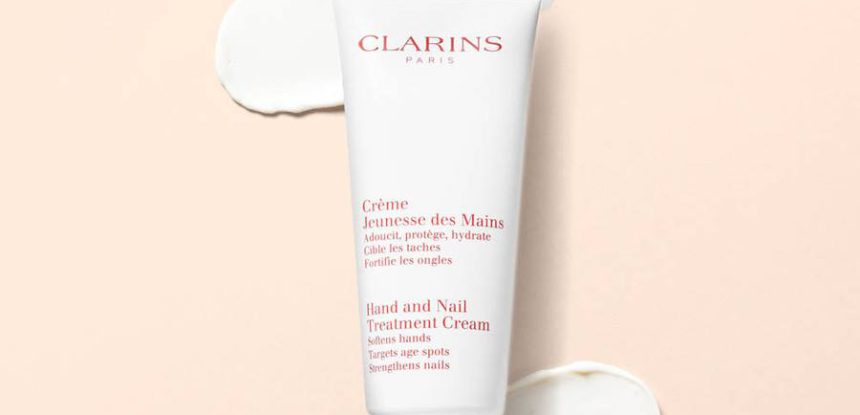 CLARINS
PARIS
Crème
Jeunesse des Mains
Adoucit, protège, hydrate
Cible les taches
Fortifie les ongles
Hand and Nail
Treatment Cream
Softens hands
Targets age spots
Strengthens nails